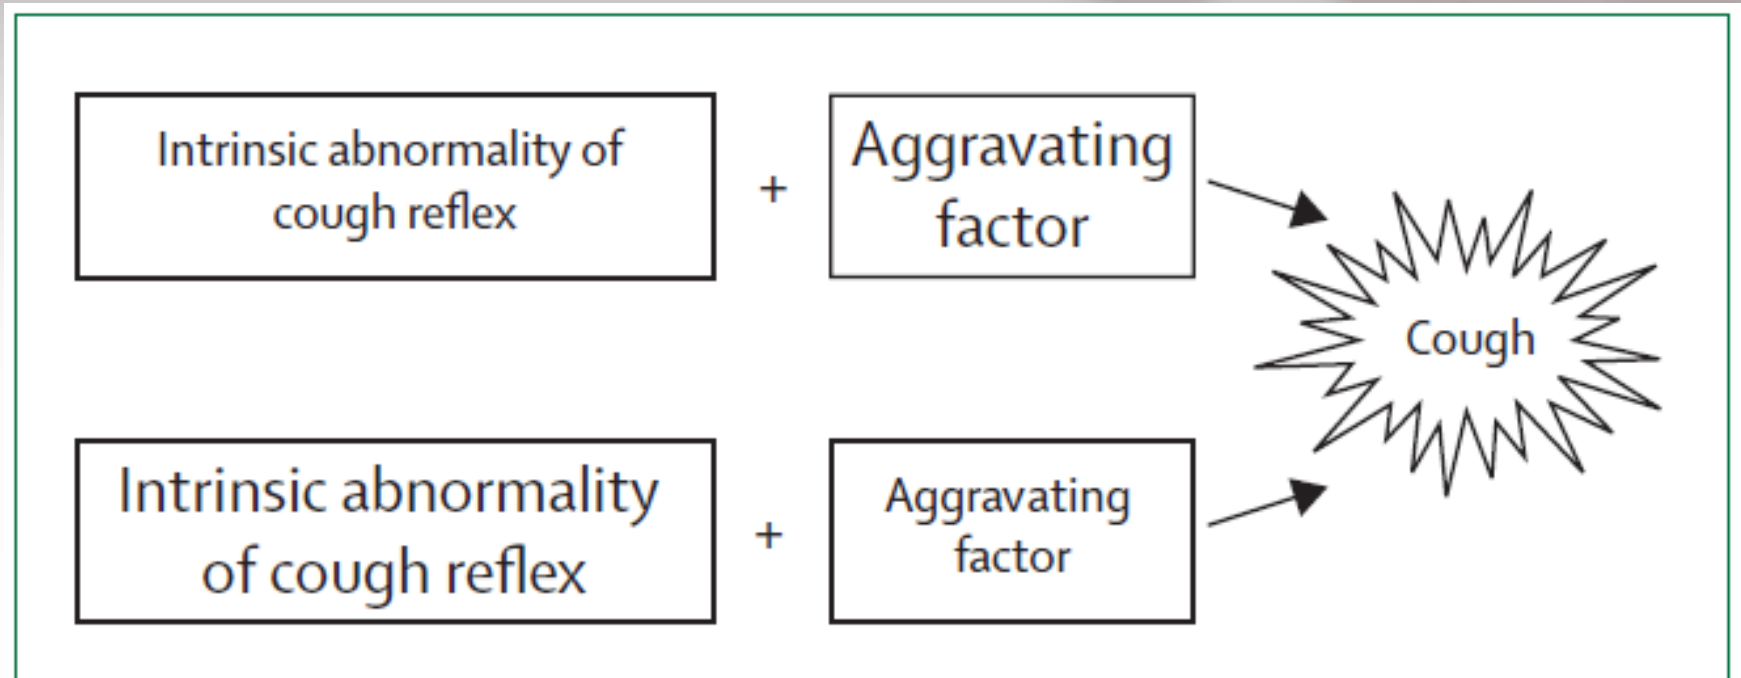 Intrinsic abnormality of
cough reflex
+
Aggravating
factor
Cough
Intrinsic abnormality
of cough reflex
+
Aggravating
factor